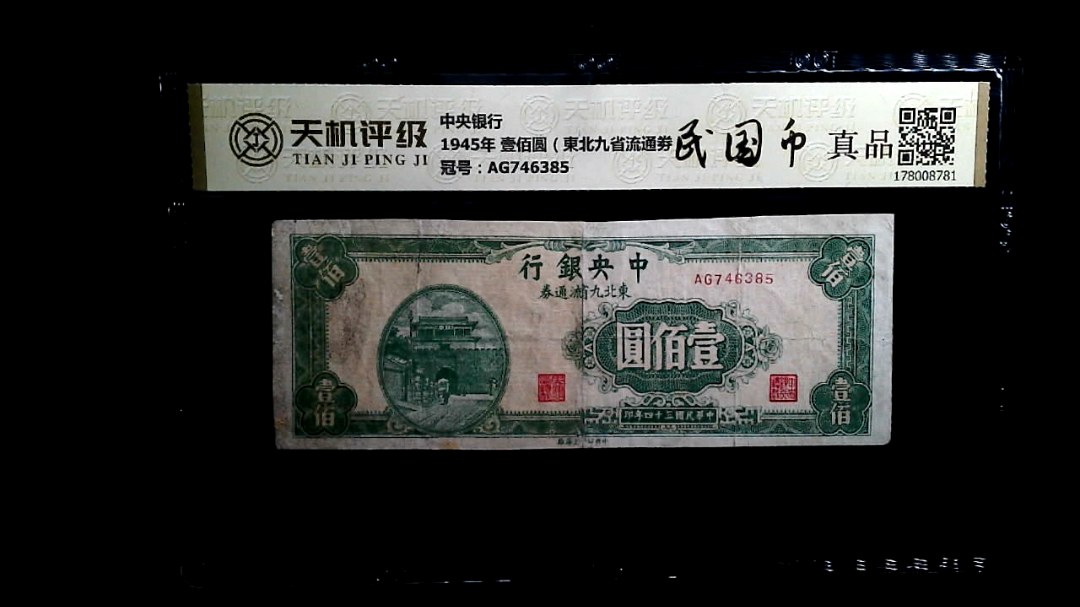 天机评级
TIAN JI PING JI
中央银行
1945年 壹佰圆（東北九省流通券
冠号：AG746385
民国币
真品
178008781
壹佰
壹佰
行銀央中
券通流省九北東
AG746385
圓佰壹
壹佰
壹佰
印年四十三國民華中